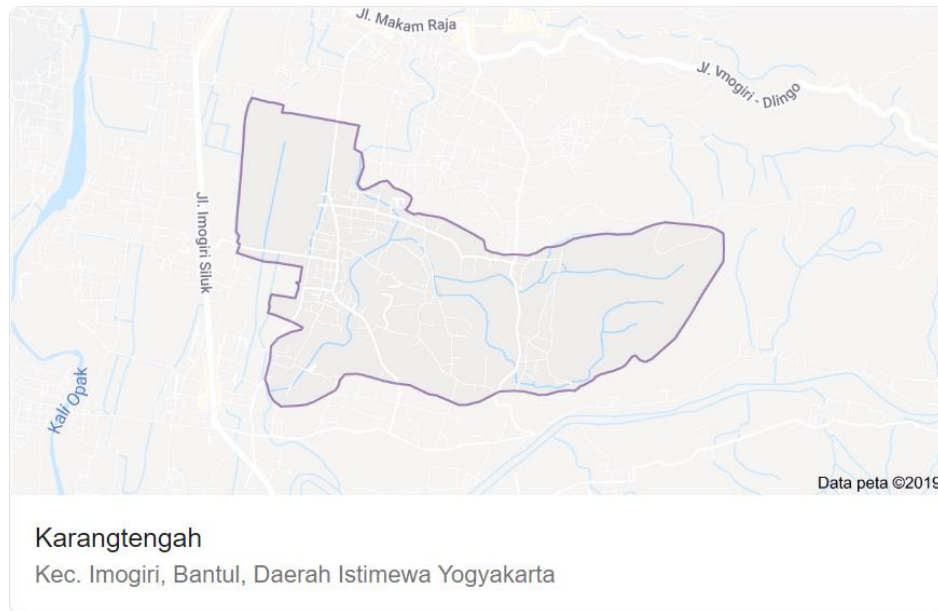 Jl. Makam Raja
Jl. Imogiri - Dlingo
Jl. Imogiri Siluk
Kali Opak
Data peta ©2019
Karangtengah
Kec. Imogiri, Bantul, Daerah Istimewa Yogyakarta